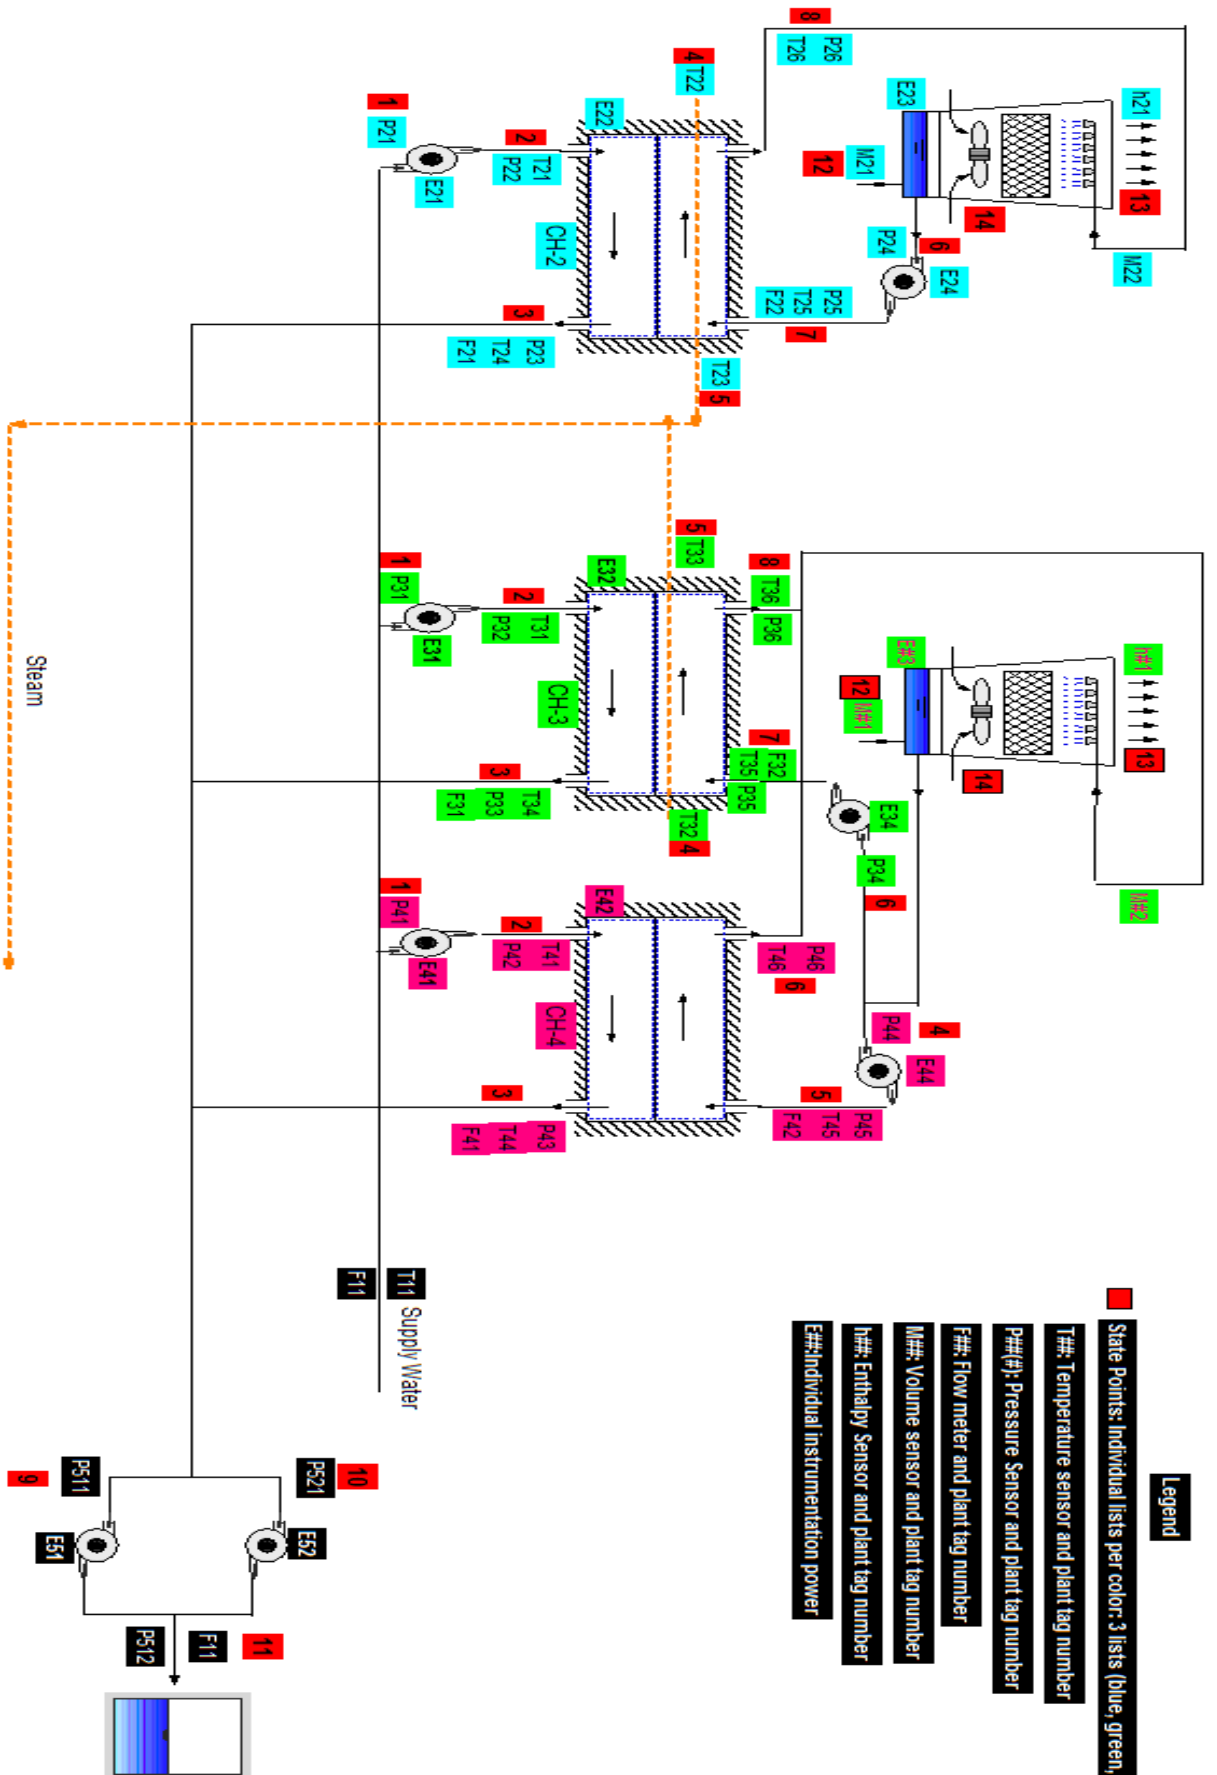 8
P26
T26
4
T22
E23
h21
13
12
M21
14
M22
6
P24
E24
1
P21
2
T21
P22
E21
E22
CH-2
P25
T25
F22
7
3
P23
T24
F21
T23
5
Steam
5
T33
8
T36
P36
E#3
h#1
13
12
M#1
14
M#2
1
P31
2
T31
P32
E31
E32
CH-3
7
F32
T35
P35
E34
P34
6
3
T34
P33
F31
T32
4
1
P41
2
T41
P42
E41
E42
CH-4
P46
T46
6
P44
4
E44
5
P45
T45
F42
3
P43
T44
F41
T11
F11
Supply Water
9
P511
E51
P521
10
E52
P512
F11
11
Legend
State Points: Individual lists per color: 3 lists (blue, green,
T##: Temperature sensor and plant tag number
P##(#): Pressure Sensor and plant tag number
F##: Flow meter and plant tag number
M##: Volume sensor and plant tag number
h##: Enthalpy Sensor and plant tag number
E##:Individual instrumentation power